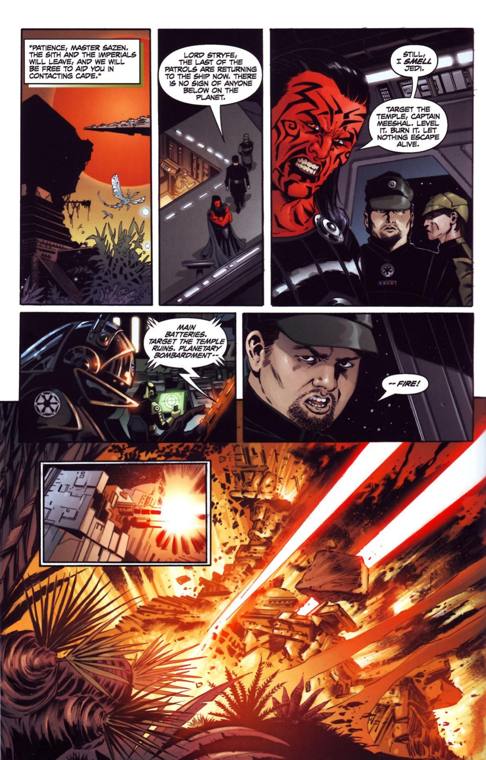 "PATIENCE, MASTER SAZEN.
THE SITH AND THE IMPERIALS
WILL LEAVE, AND WE WILL
BE FREE TO AID YOU IN
CONTACTING CADE."
LORD STRYFE,
THE LAST OF THE
PATROLS ARE RETURNING
TO THE SHIP NOW. THERE
IS NO SIGN OF ANYONE
BELOW ON THE
PLANET.
STILL,
I SMELL
JEDI.
TARGET THE
TEMPLE, CAPTAIN
MEESHAL. LEVEL
IT. BURN IT. LET
NOTHING ESCAPE
ALIVE.
MAIN
BATTERIES.
TARGET THE TEMPLE
RUINS. PLANETARY
BOMBARDMENT--
-- FIRE!